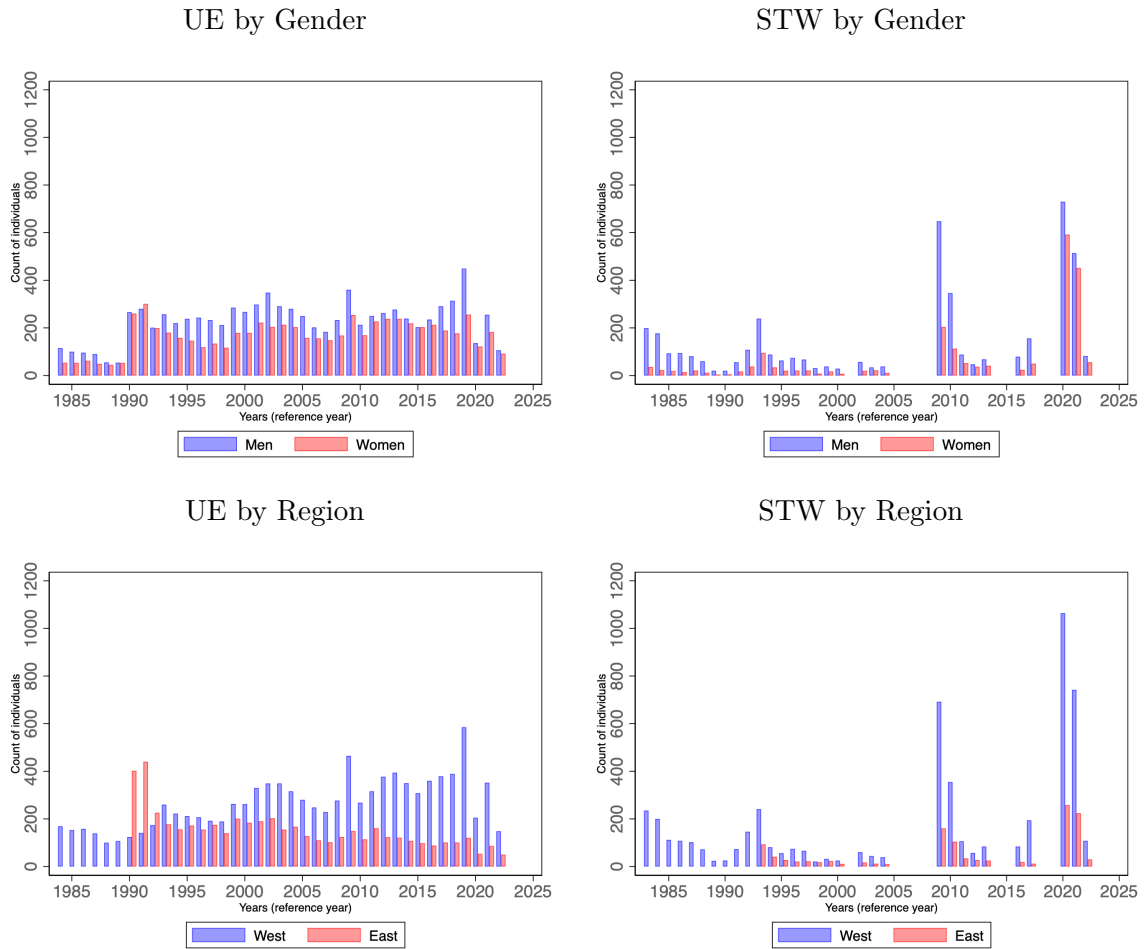 UE by Gender
STW by Gender
Count of individuals
0 200 400 600 800 1000 1200
1985 1990 1995 2000 2005 2010 2015 2020 2025
Years (reference year)
Men Women
Count of individuals
0 200 400 600 800 1000 1200
1985 1990 1995 2000 2005 2010 2015 2020 2025
Years (reference year)
Men Women
UE by Region
STW by Region
Count of individuals
0 200 400 600 800 1000 1200
1985 1990 1995 2000 2005 2010 2015 2020 2025
Years (reference year)
West East
Count of individuals
0 200 400 600 800 1000 1200
1985 1990 1995 2000 2005 2010 2015 2020 2025
Years (reference year)
West East